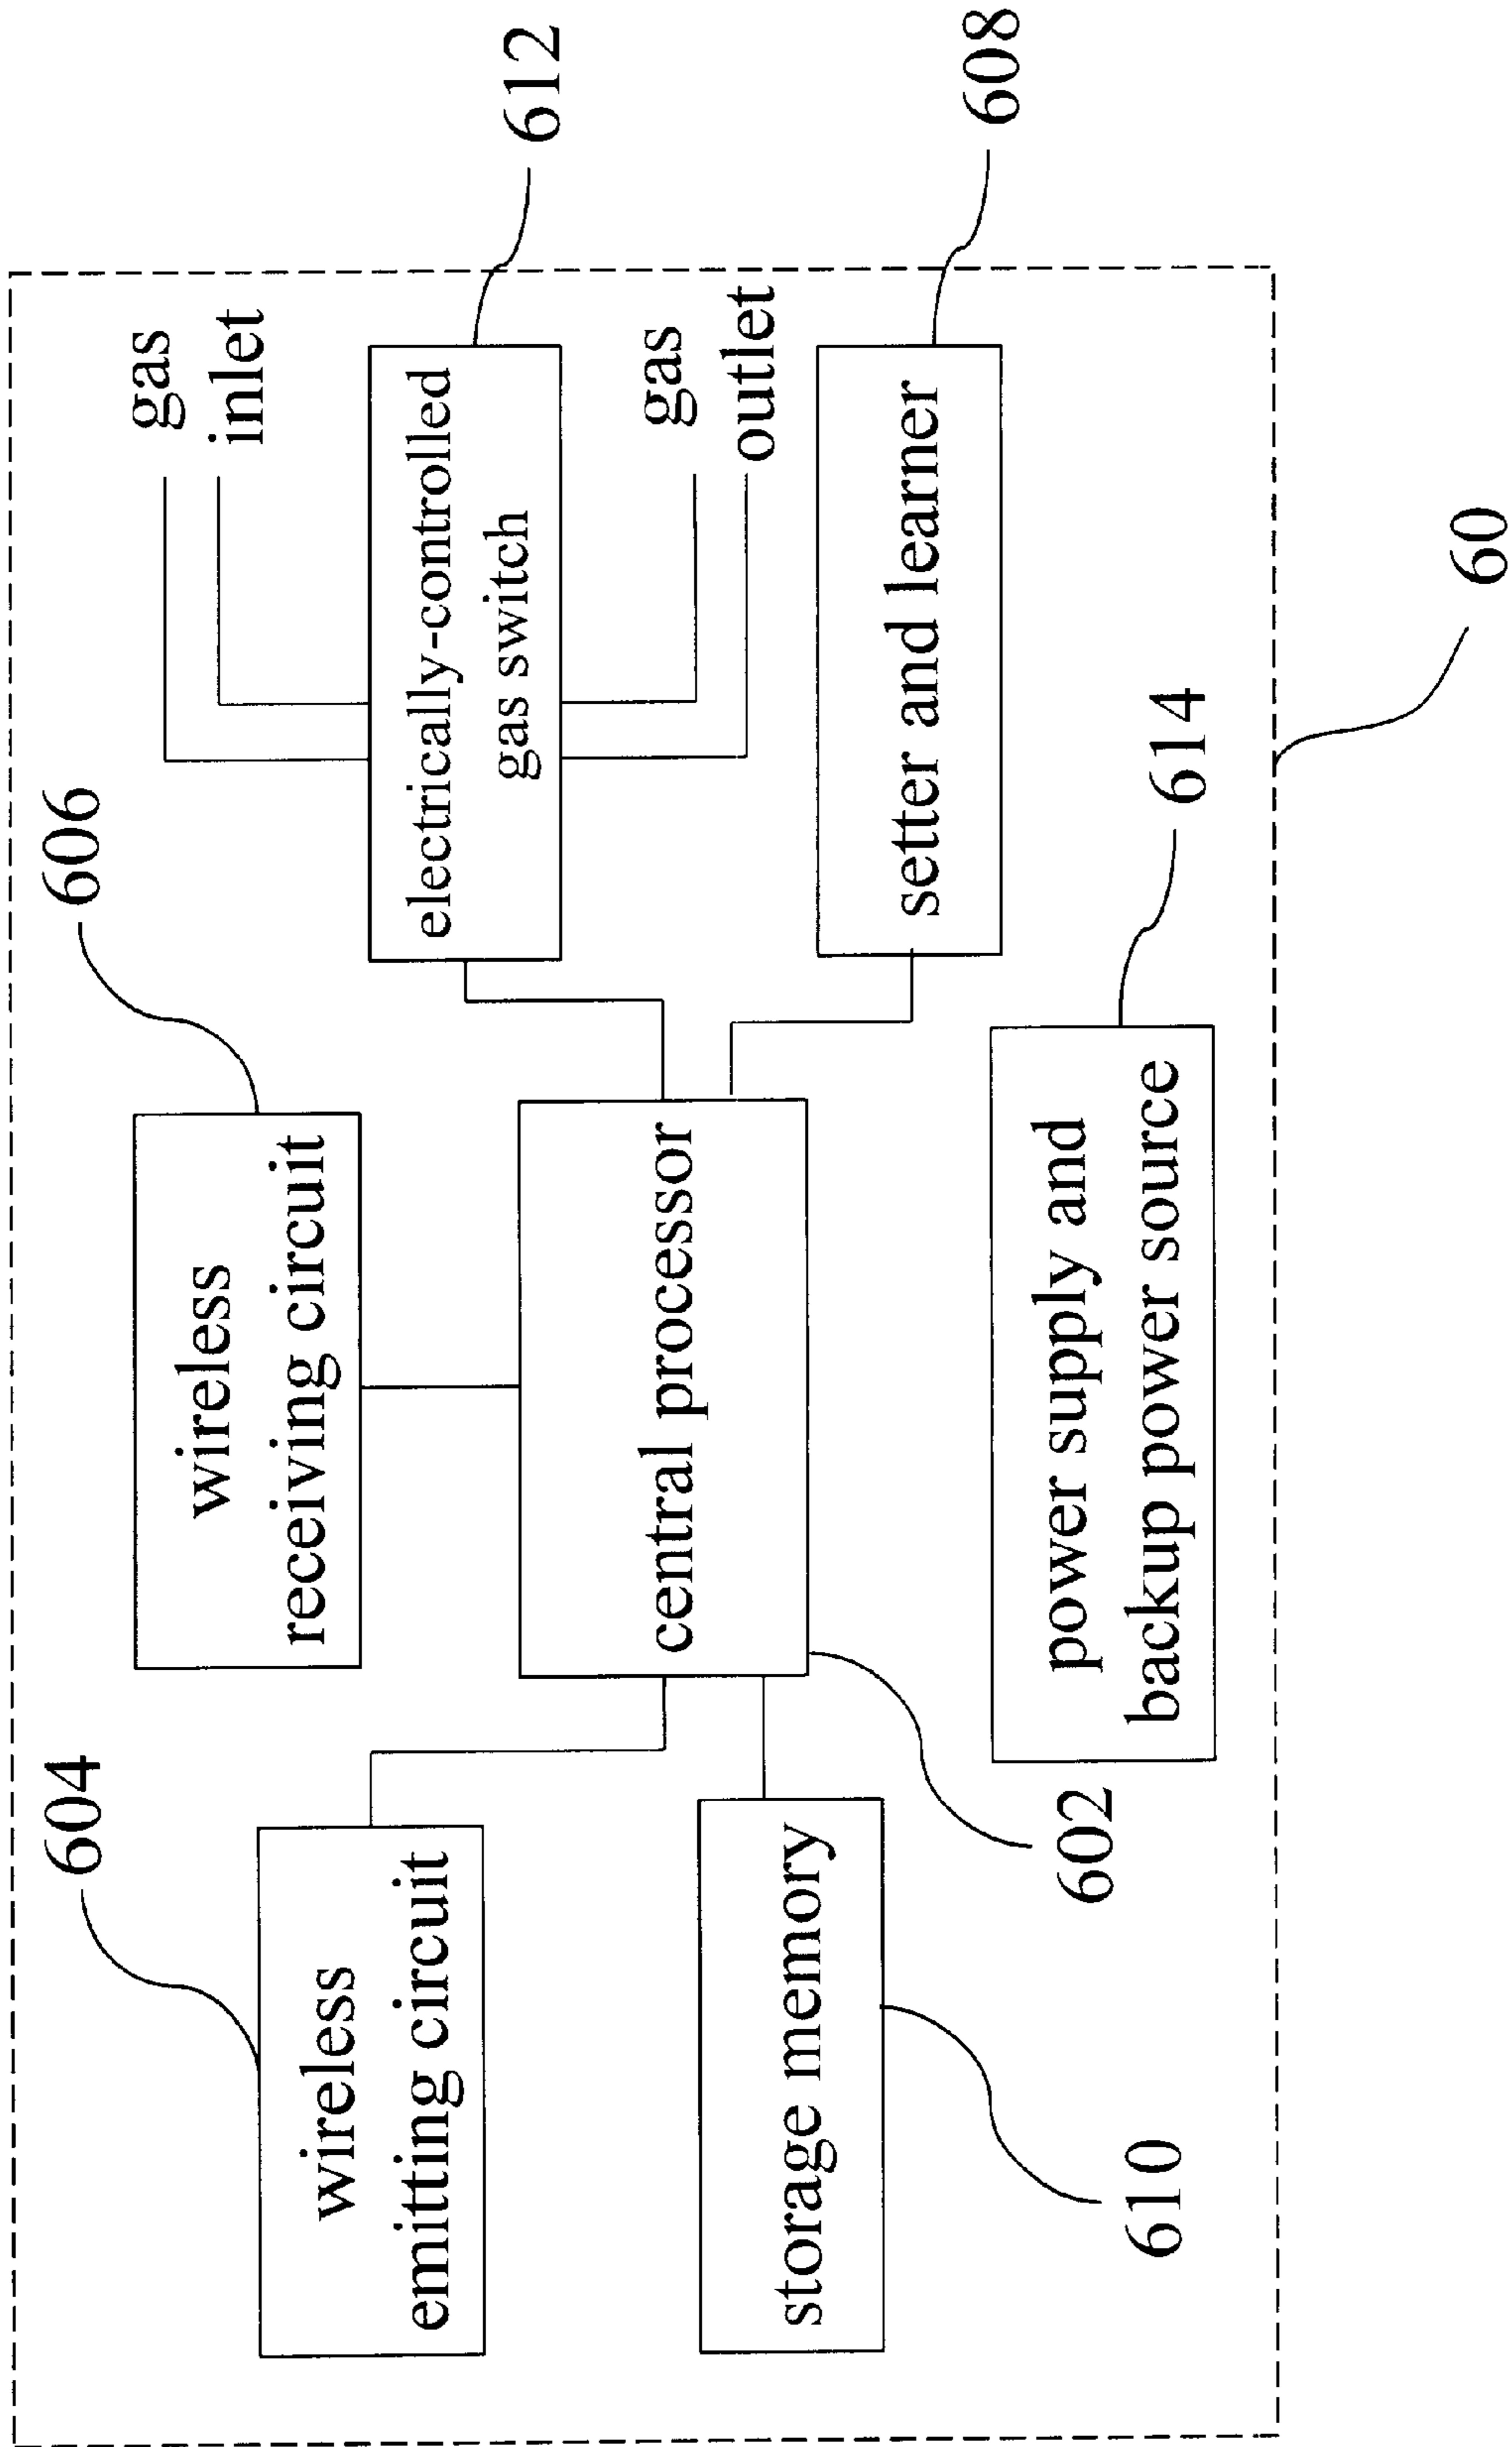 604
606
wireless
emitting circuit
wireless
receiving circuit
gas
inlet
electrically-controlled
gas switch
612
gas
outlet
central processor
storage memory
setter and learner
608
610
602
power supply and
backup power source
614
60